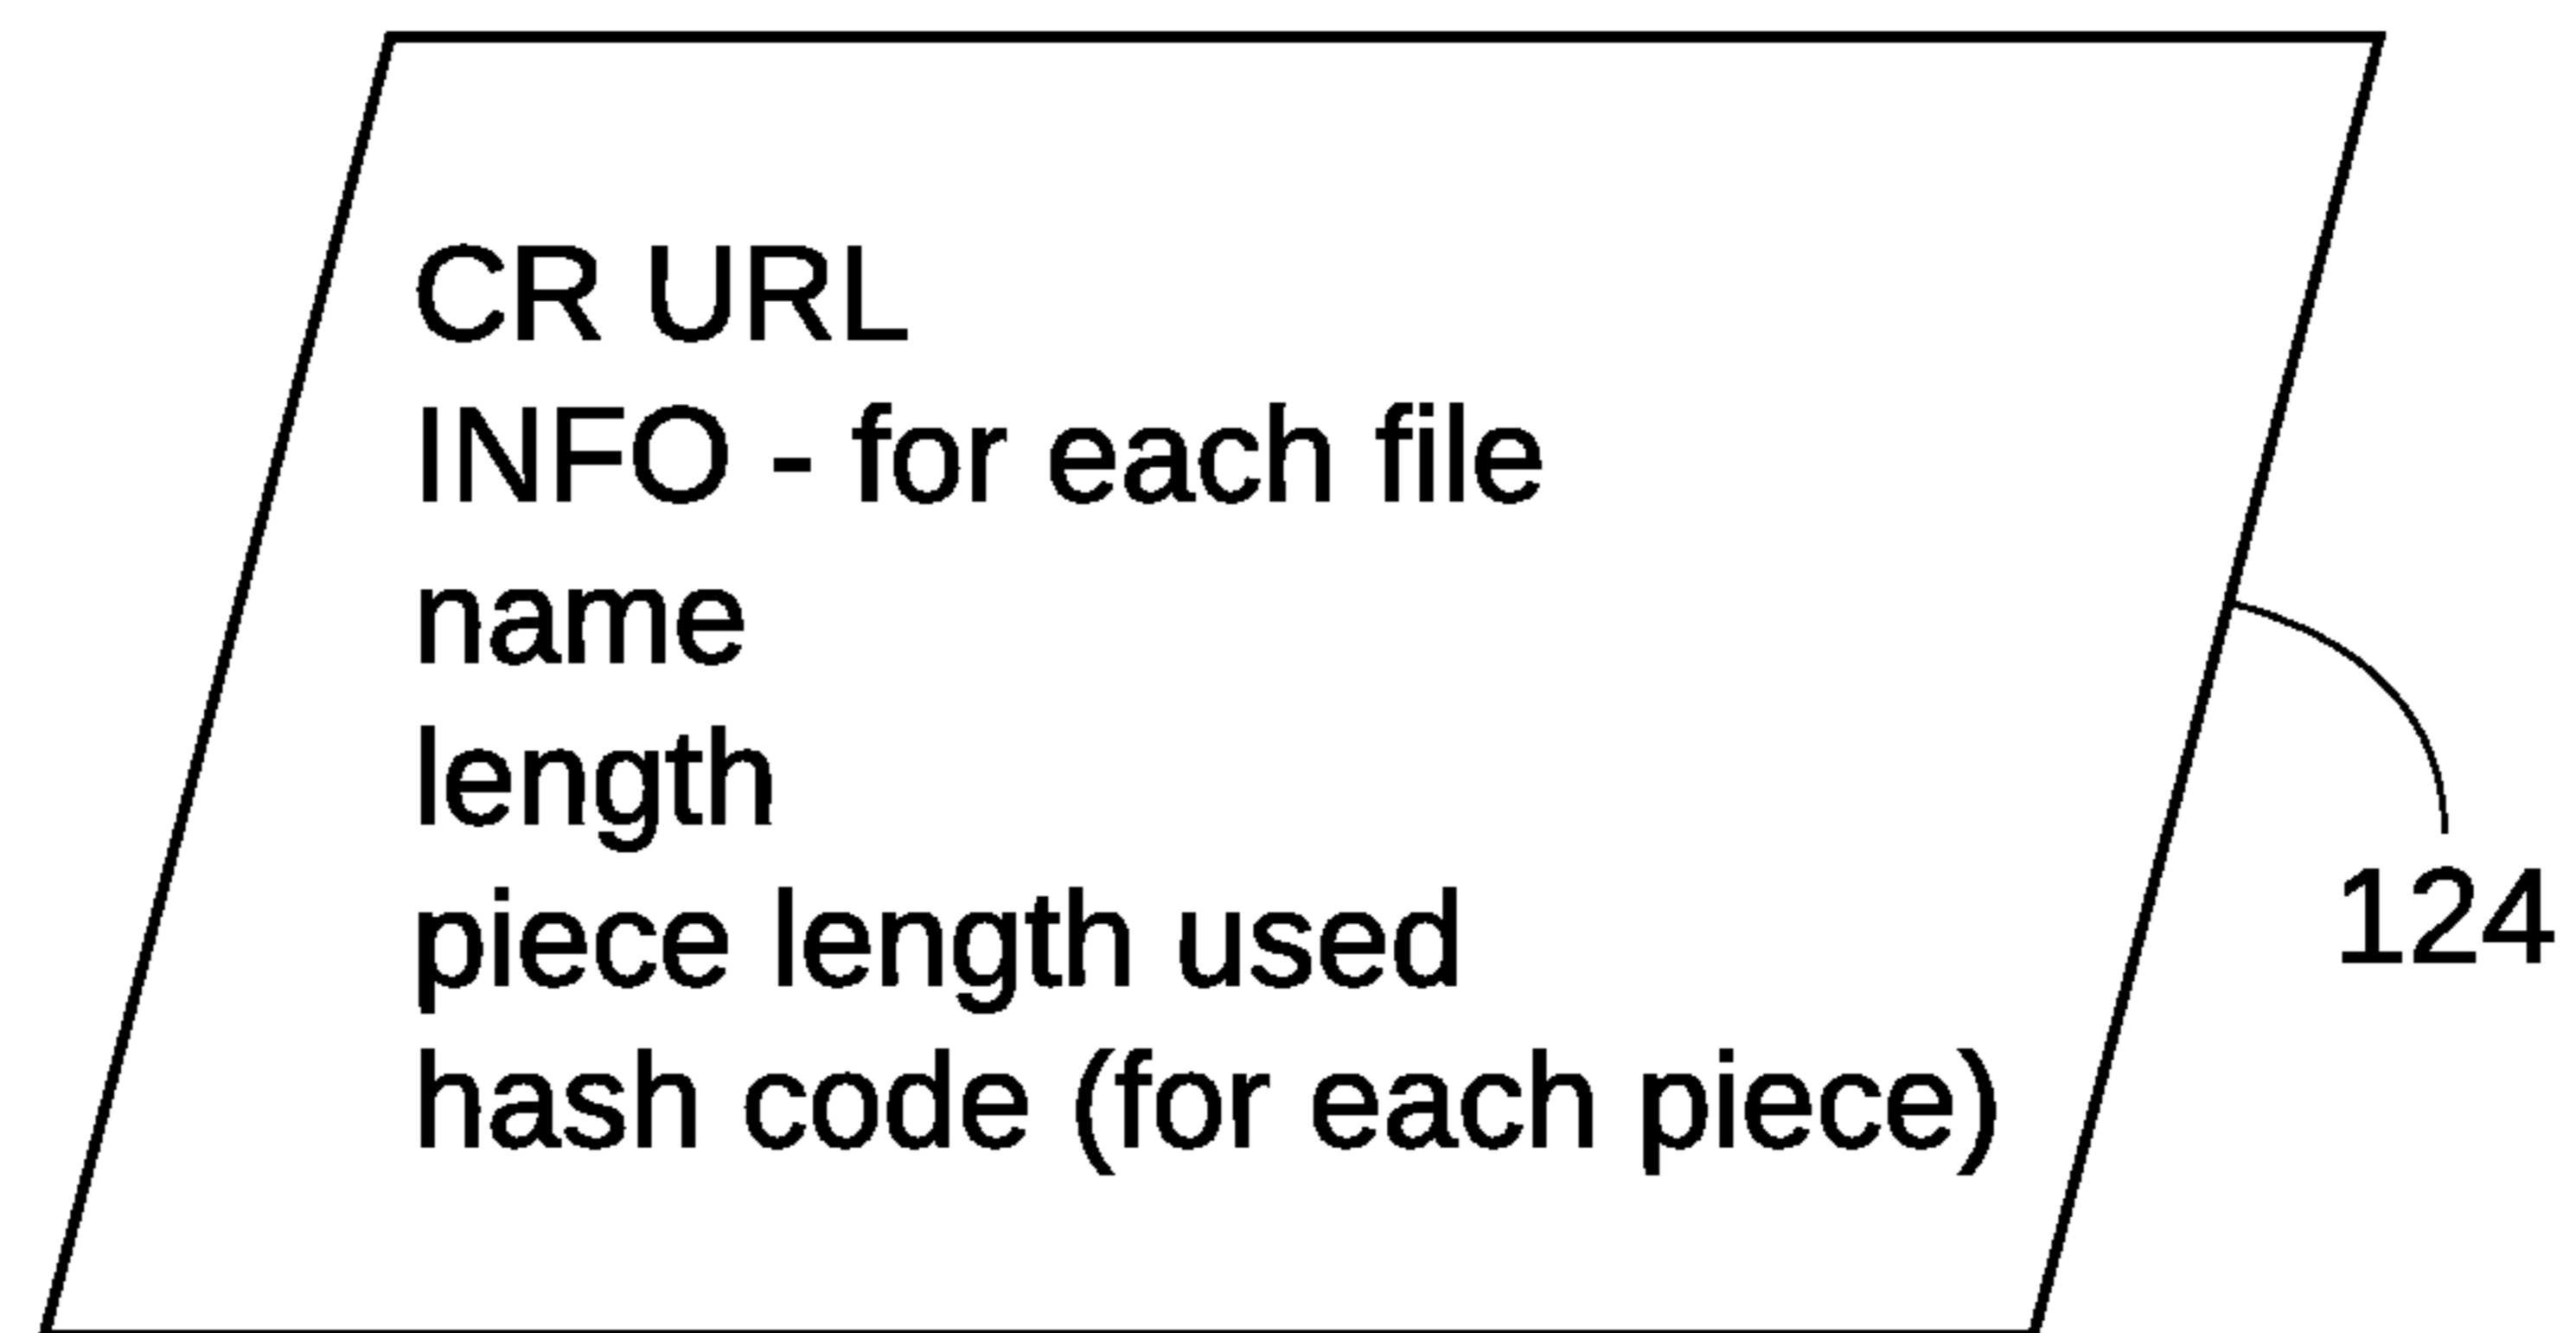 CR URL
INFO - for each file
name
length
piece length used
hash code (for each piece)
124